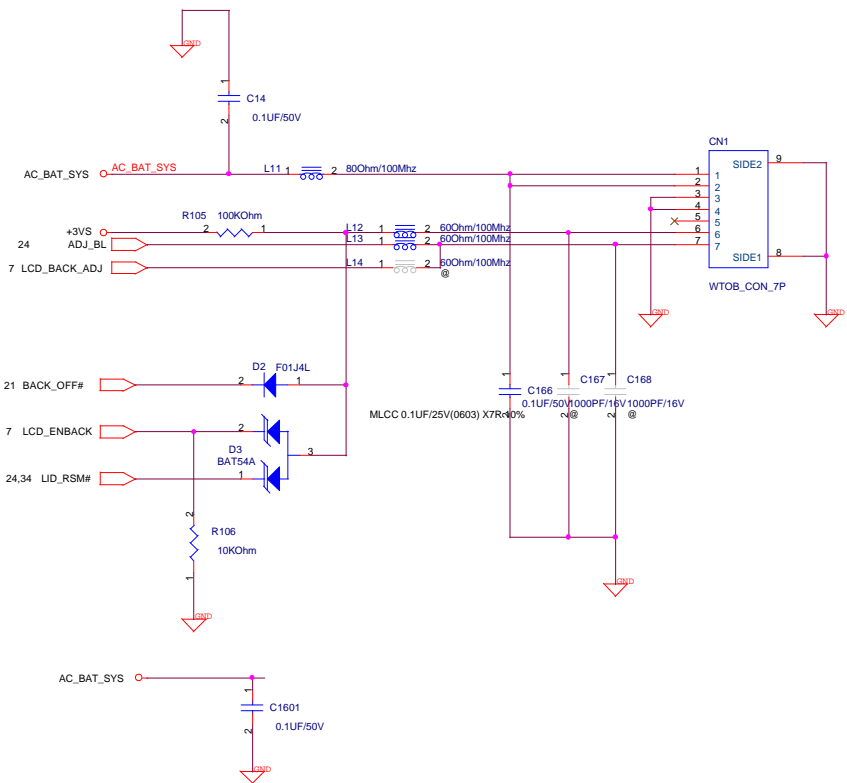 GND
1
C14
0.1UF/50V
2
CN1
AC_BAT_SYS
AC_BAT_SYS
L11 1 2 80Ohm/100Mhz
1 1
2 2
3 3
4 4
5 5
6 6
7 7
SIDE2 9
SIDE1 8
WTOB_CON_7P
GND
GND
R105 100KOhm
+3VS
2 1
L12 1 2 60Ohm/100Mhz
24 ADJ_BL
L13 1 2 60Ohm/100Mhz
7 LCD_BACK_ADJ
L14 1 2 60Ohm/100Mhz
@
D2 F01J4L
21 BACK_OFF#
2 1
7 LCD_ENBACK
2
D3
BAT54A
3
24,34 LID_RSM#
1
1
C166
0.1UF/50V
MLCC 0.1UF/25V(0603) X7R 10%
2
1
C167
1000PF/16V
2 @
1
C168
1000PF/16V
2 @
GND
2
R106
10KOhm
1
GND
AC_BAT_SYS
1
C1601
0.1UF/50V
2
GND